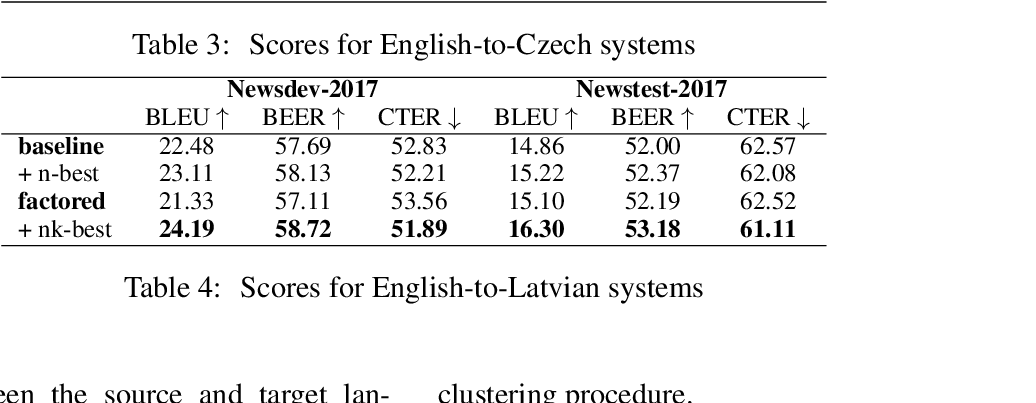 Table 3: Scores for English-to-Czech systems
Newsdev-2017 Newstest-2017
BLEU ↑ BEER ↑ CTER ↓ BLEU ↑ BEER ↑ CTER ↓
baseline 22.48 57.69 52.83 14.86 52.00 62.57
+ n-best 23.11 58.13 52.21 15.22 52.37 62.08
factored 21.33 57.11 53.56 15.10 52.19 62.52
+ nk-best 24.19 58.72 51.89 16.30 53.18 61.11
Table 4: Scores for English-to-Latvian systems
the source and target lan-
clustering procedure.